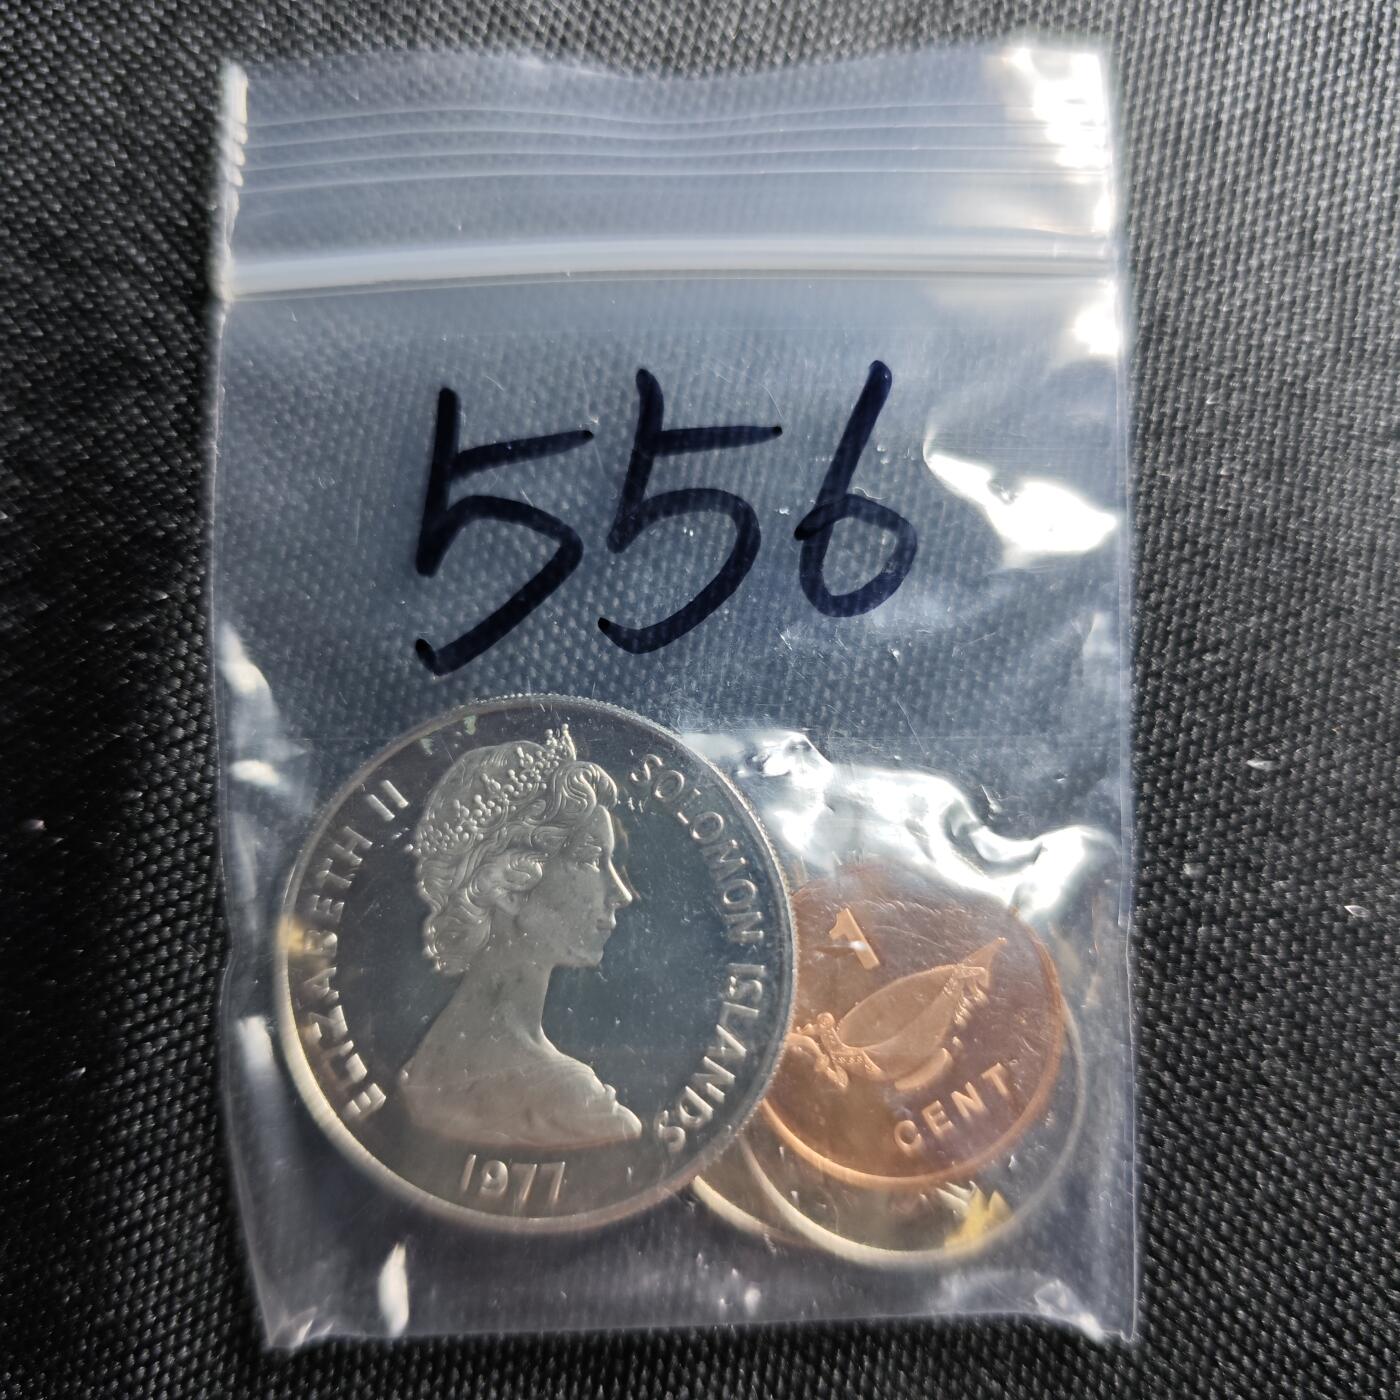 556
ELIZABETH II
SOLOMON ISLANDS
1977
1
CENT